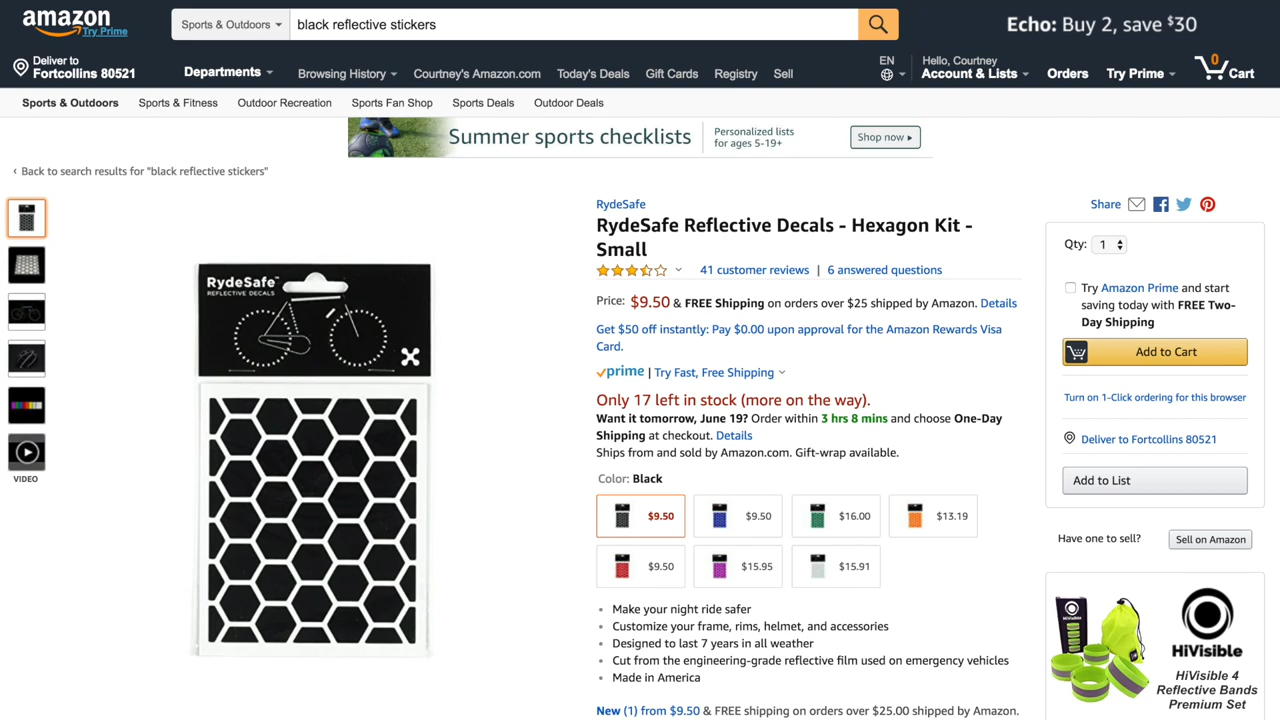 amazon
Try Prime
Sports & Outdoors
black reflective stickers
Echo: Buy 2, save $30
Deliver to
Fortcollins 80521
Departments
Browsing History
Courtney's Amazon.com
Today's Deals
Gift Cards
Registry
Sell
EN
Hello, Courtney
Account & Lists
Orders
Try Prime
0
Cart
Sports & Outdoors
Sports & Fitness
Outdoor Recreation
Sports Fan Shop
Sports Deals
Outdoor Deals
Summer sports checklists
Personalized lists
for ages 5-19+
Shop now
‹ Back to search results for "black reflective stickers"
VIDEO
RydeSafe™
REFLECTIVE DECALS
RydeSafe
RydeSafe Reflective Decals - Hexagon Kit -
Small
41 customer reviews | 6 answered questions
Price: $9.50 & FREE Shipping on orders over $25 shipped by Amazon. Details
Get $50 off instantly: Pay $0.00 upon approval for the Amazon Rewards Visa
Card.
prime | Try Fast, Free Shipping
Only 17 left in stock (more on the way).
Want it tomorrow, June 19? Order within 3 hrs 8 mins and choose One-Day
Shipping at checkout. Details
Ships from and sold by Amazon.com. Gift-wrap available.
Color: Black
$9.50
$9.50
$16.00
$13.19
$9.50
$15.95
$15.91
• Make your night ride safer
• Customize your frame, rims, helmet, and accessories
• Designed to last 7 years in all weather
• Cut from the engineering-grade reflective film used on emergency vehicles
• Made in America
New (1) from $9.50 & FREE shipping on orders over $25.00 shipped by Amazon.
Share
Qty: 1
Try Amazon Prime and start
saving today with FREE Two-
Day Shipping
Add to Cart
Turn on 1-Click ordering for this browser
Deliver to Fortcollins 80521
Add to List
Have one to sell?
Sell on Amazon
HiVisible
HiVisible
HiVisible 4
Reflective Bands
Premium Set